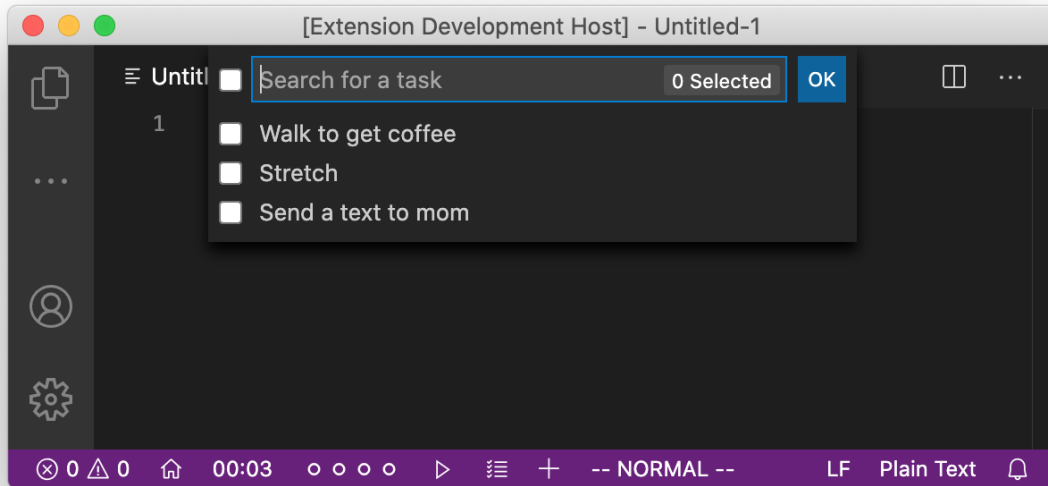 [Extension Development Host] - Untitled-1
Untitl
Search for a task
0 Selected
OK
1
Walk to get coffee
Stretch
Send a text to mom
0 0 00:03 -- NORMAL -- LF Plain Text